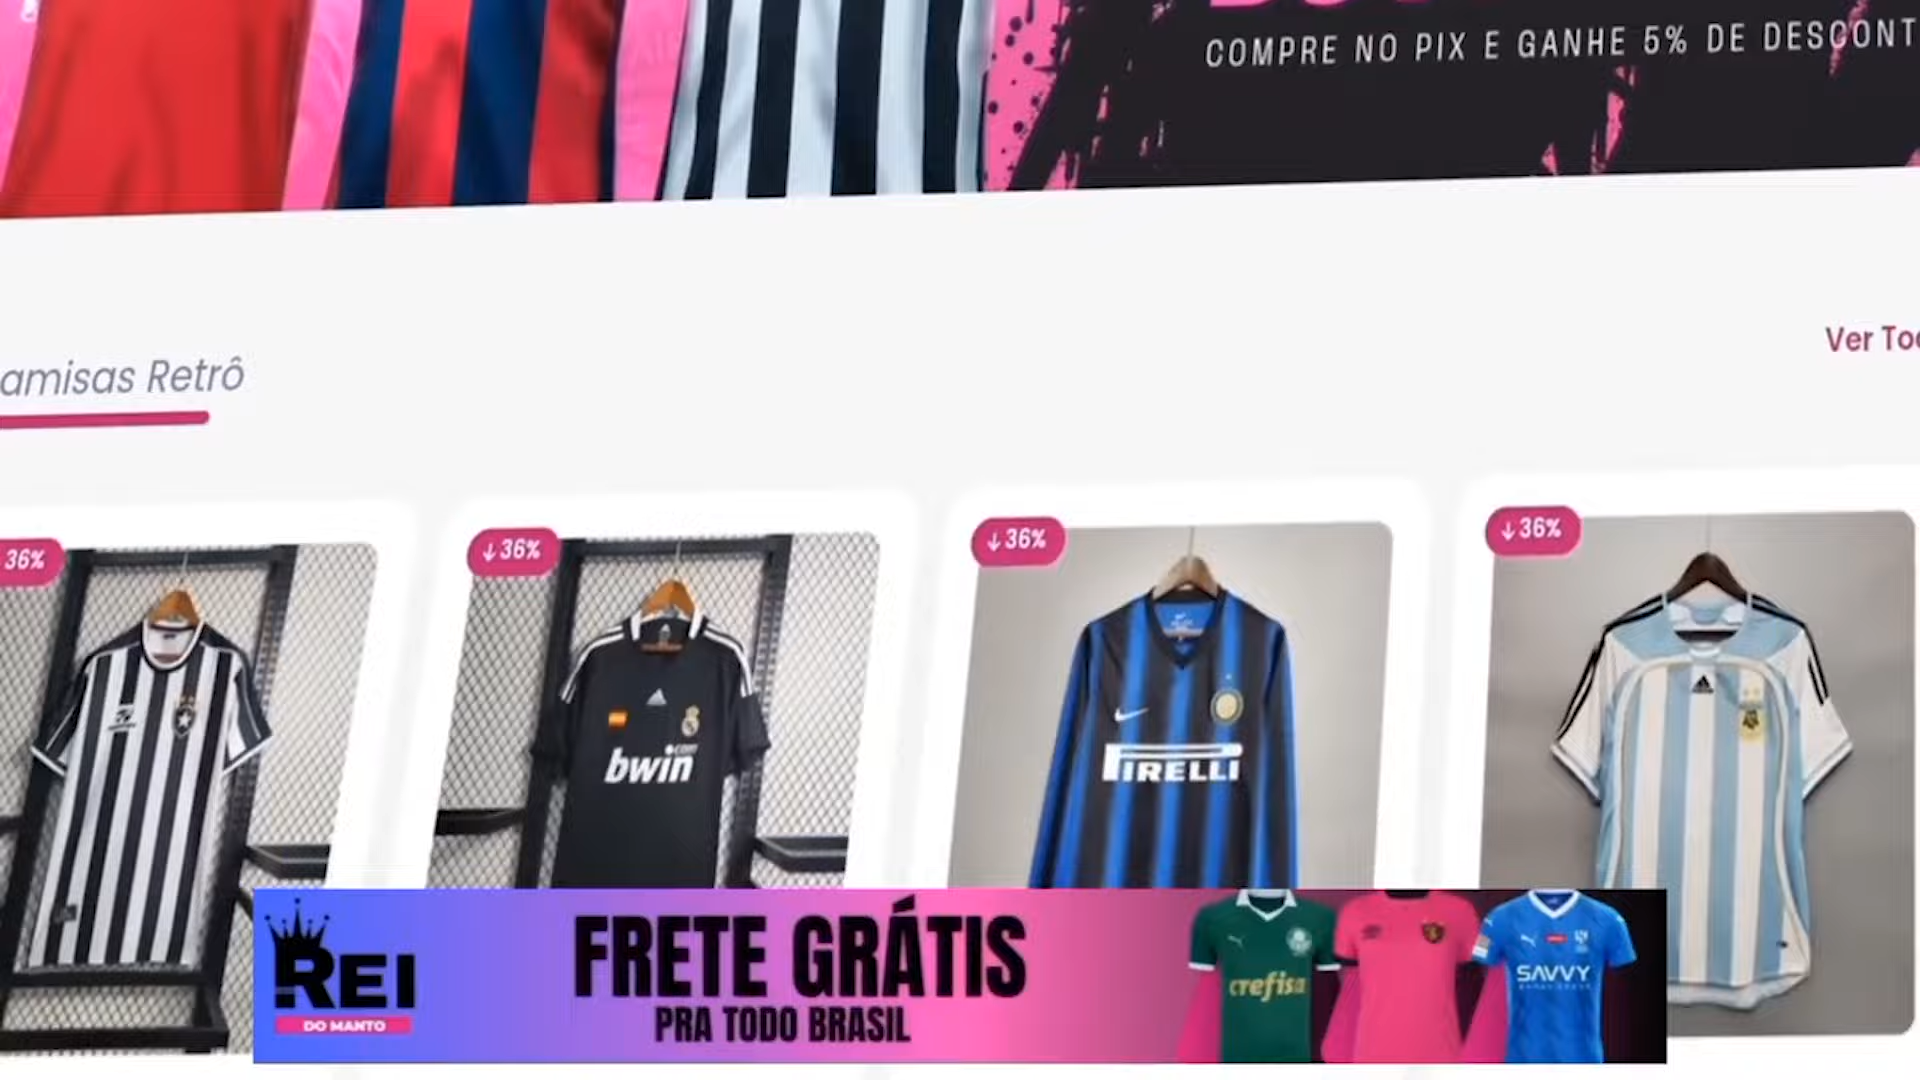 COMPRE NO PIX E GANHE 5% DE DESCONT
Ver To
amisas Retrô
36%
↓36%
↓36%
↓36%
bwin
.com
PIRELLI
REI
DO MANTO
FRETE GRÁTIS
PRA TODO BRASIL
crefisa
SAVVY